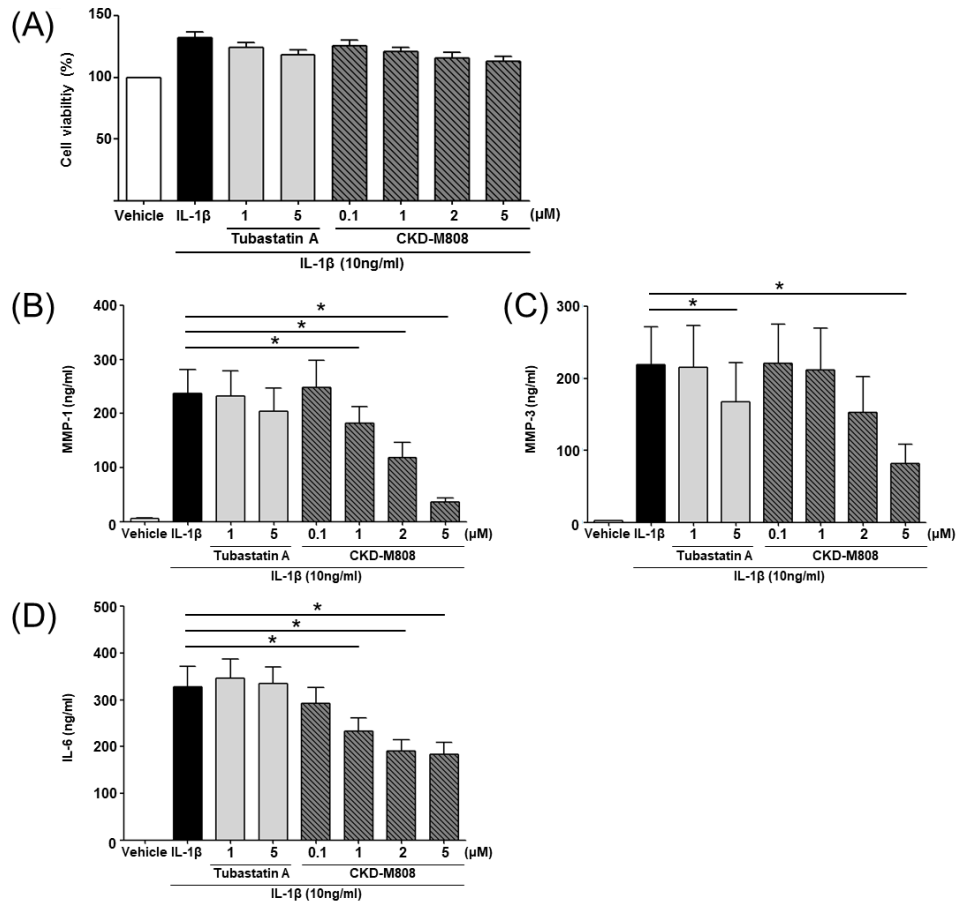 (A)
Cell viabiltiy (%)
150
100
50
0
Vehicle IL-1β 1 5 0.1 1 2 5 (μM)
Tubastatin A CKD-M808
IL-1β (10ng/ml)
(B)
MMP-1 (ng/ml)
400
300
200
100
0
* * *
Vehicle IL-1β 1 5 0.1 1 2 5 (μM)
Tubastatin A CKD-M808
IL-1β (10ng/ml)
(C)
MMP-3 (ng/ml)
300
200
100
0
* *
Vehicle IL-1β 1 5 0.1 1 2 5 (μM)
Tubastatin A CKD-M808
IL-1β (10ng/ml)
(D)
IL-6 (ng/ml)
500
400
300
200
100
0
* * *
Vehicle IL-1β 1 5 0.1 1 2 5 (μM)
Tubastatin A CKD-M808
IL-1β (10ng/ml)